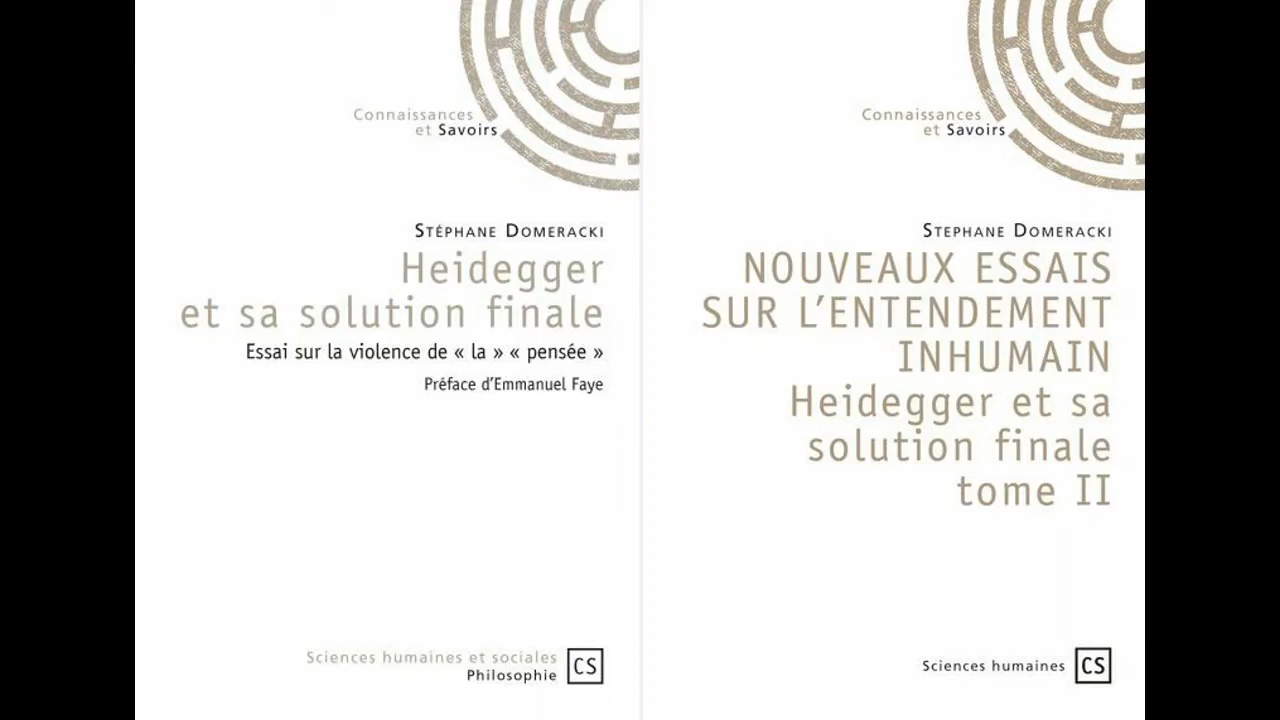 Connaissances
et Savoirs
STÉPHANE DOMERACKI
Heidegger
et sa solution finale
Essai sur la violence de « la » « pensée »
Préface d’Emmanuel Faye
Sciences humaines et sociales
Philosophie
CS
Connaissances
et Savoirs
STEPHANE DOMERACKI
NOUVEAUX ESSAIS
SUR L’ENTENDEMENT
INHUMAIN
Heidegger et sa
solution finale
tome II
Sciences humaines
CS